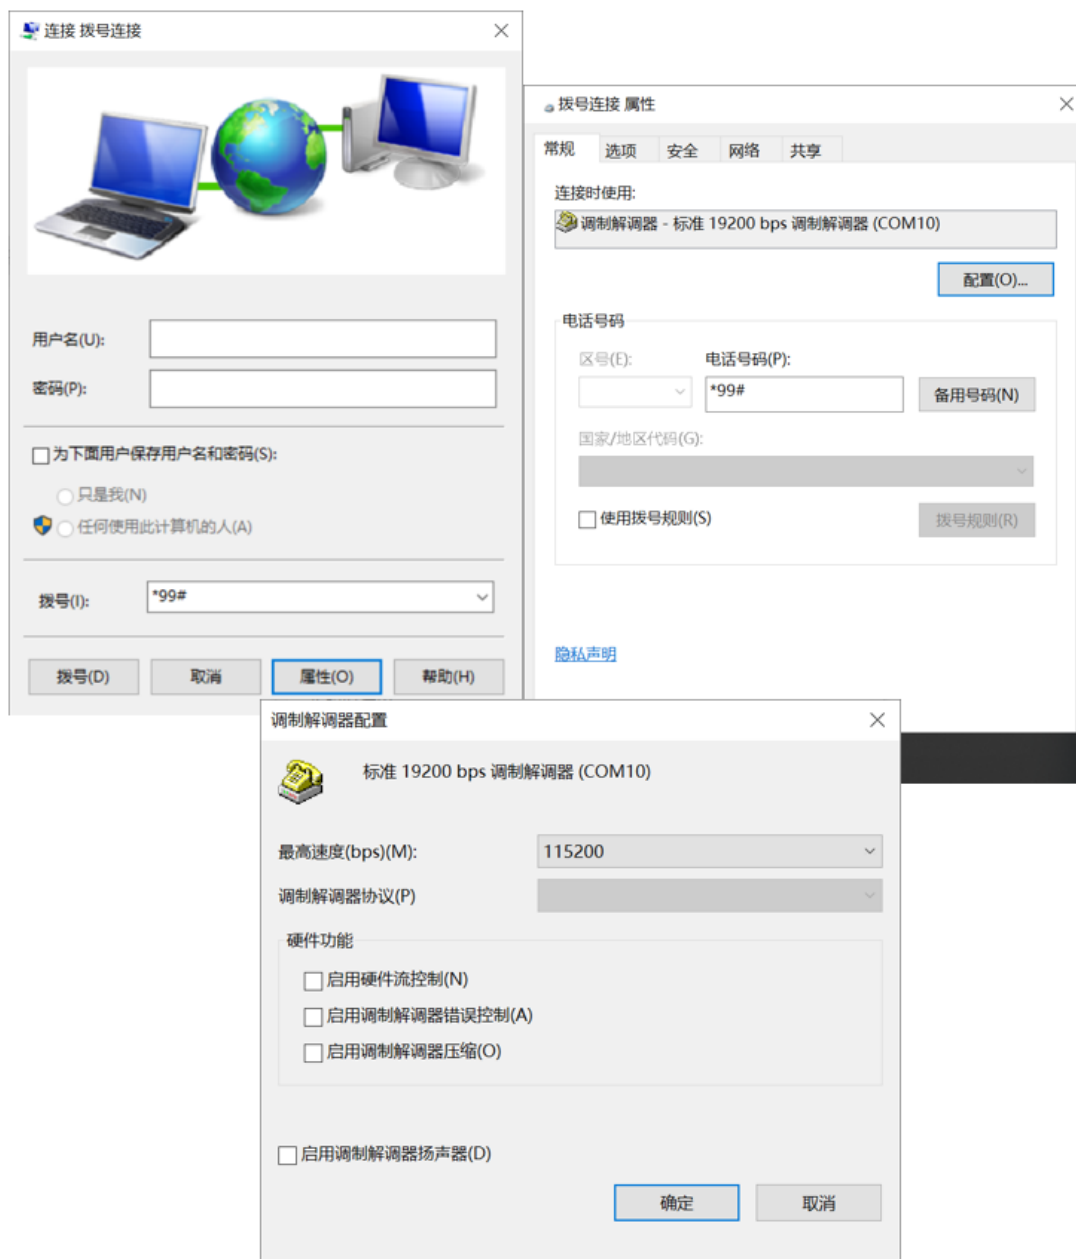 连接 拨号连接
用户名(U):
密码(P):
为下面用户保存用户名和密码(S):
只是我(N)
任何使用此计算机的人(A)
拨号(I):
*99#
拨号(D)
取消
属性(O)
帮助(H)
拨号连接 属性
常规
选项
安全
网络
共享
连接时使用:
调制解调器 - 标准 19200 bps 调制解调器 (COM10)
配置(O)...
电话号码
区号(E):
电话号码(P):
*99#
备用号码(N)
国家/地区代码(G):
使用拨号规则(S)
拨号规则(R)
隐私声明
调制解调器配置
标准 19200 bps 调制解调器 (COM10)
最高速度(bps)(M):
115200
调制解调器协议(P)
硬件功能
启用硬件流控制(N)
启用调制解调器错误控制(A)
启用调制解调器压缩(O)
启用调制解调器扬声器(D)
确定
取消